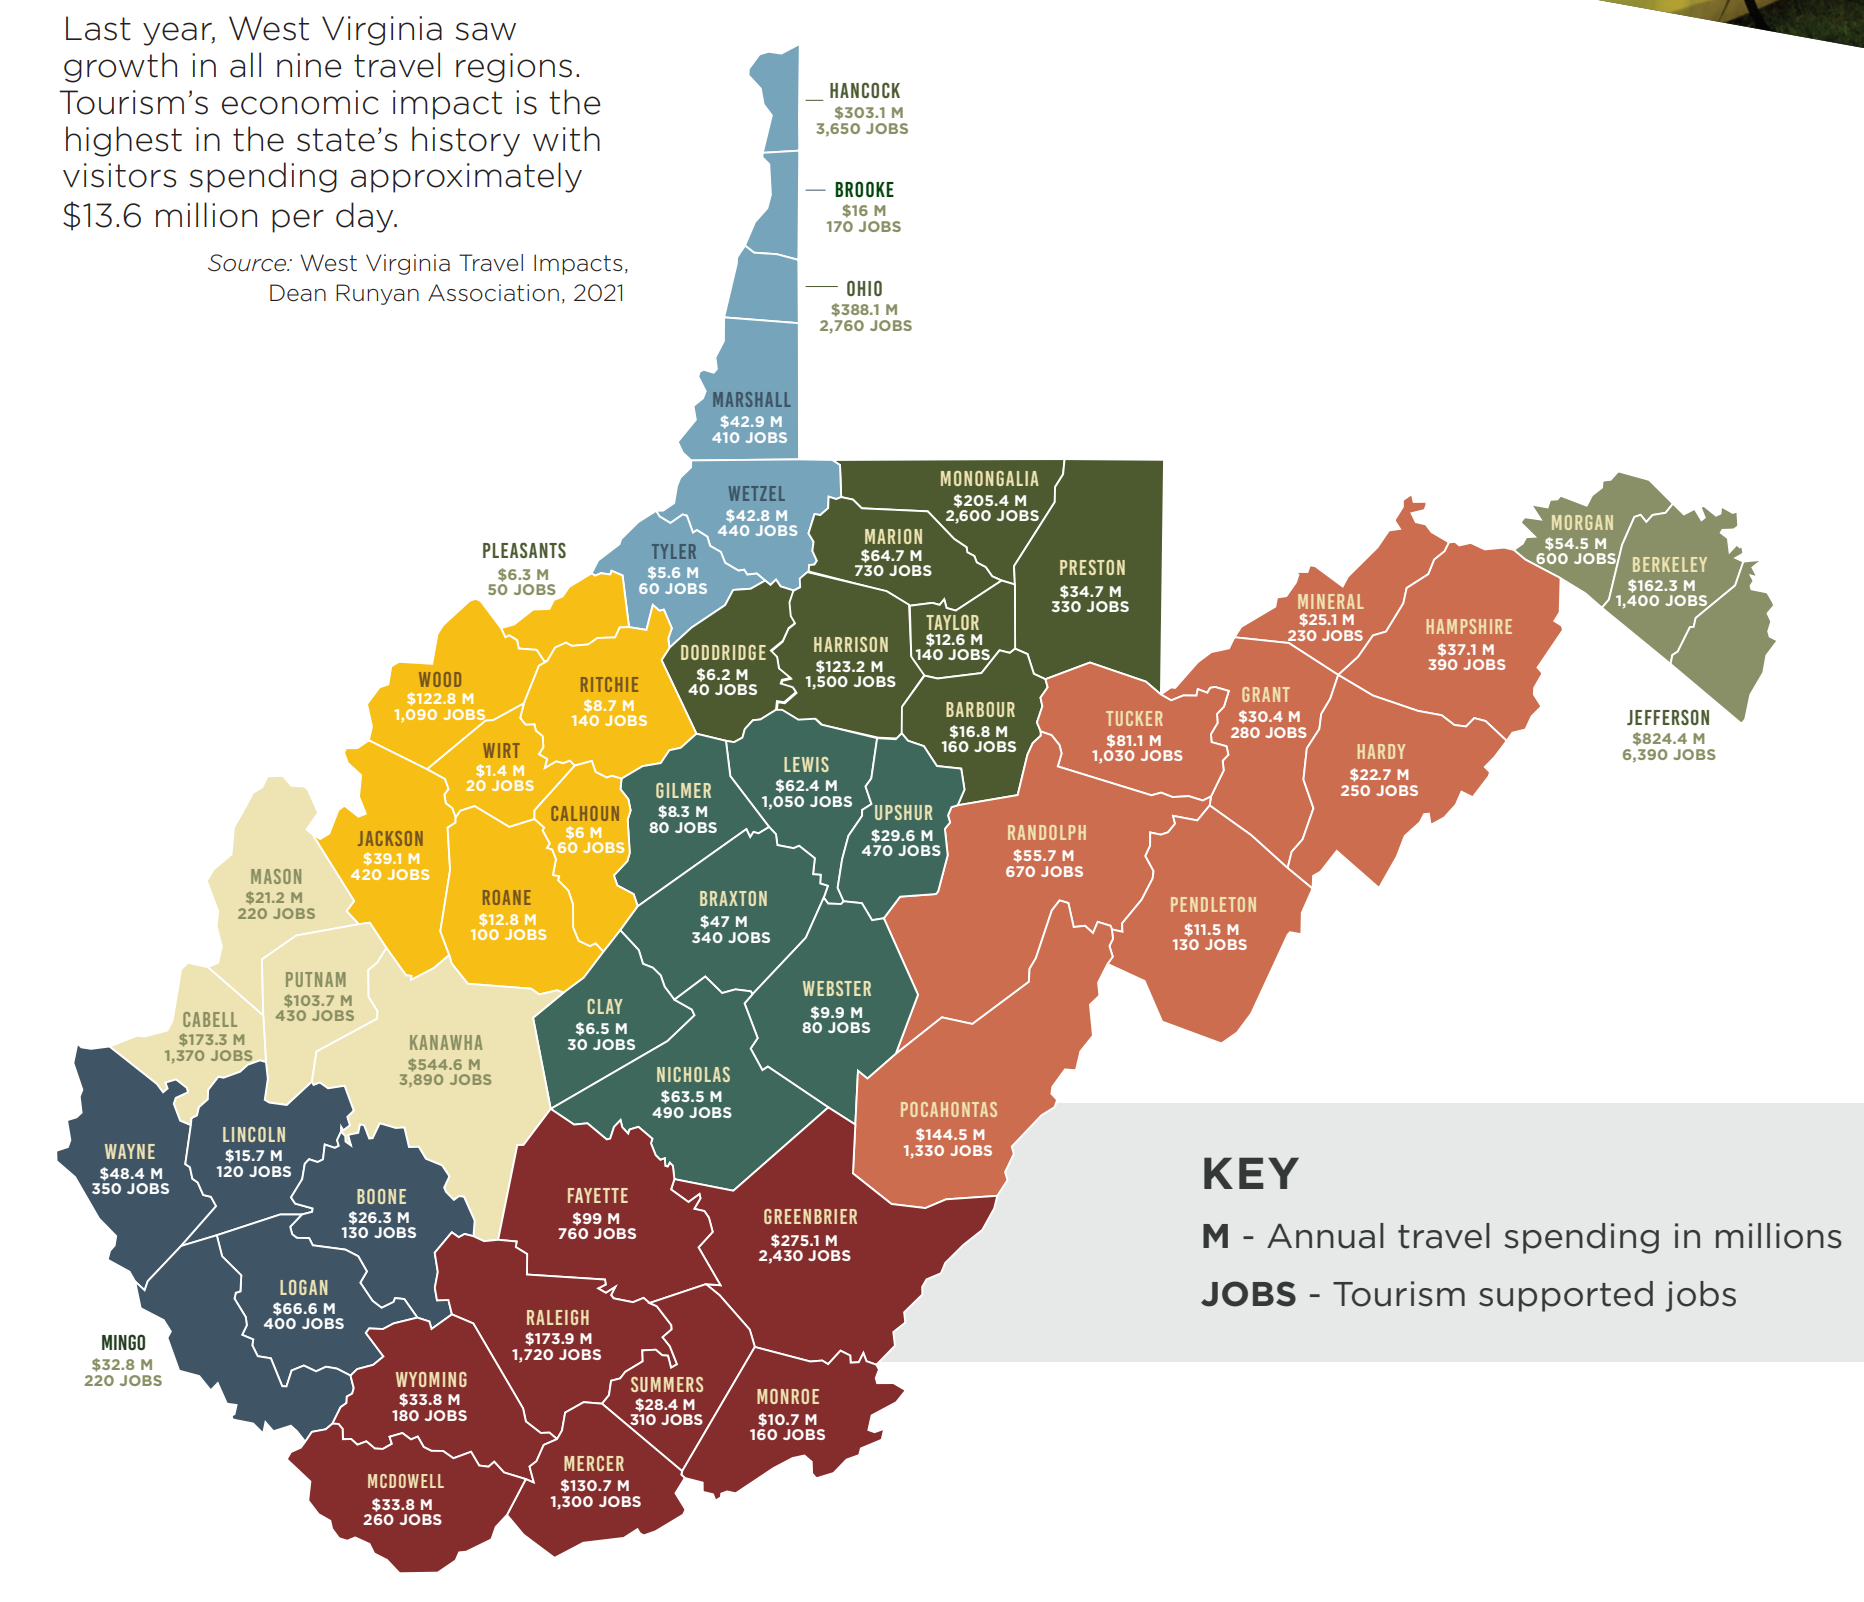 Last year, West Virginia saw
growth in all nine travel regions.
Tourism’s economic impact is the
highest in the state’s history with
visitors spending approximately
$13.6 million per day.
Source: West Virginia Travel Impacts,
Dean Runyan Association, 2021
HANCOCK
$303.1 M
3,650 JOBS
BROOKE
$16 M
170 JOBS
OHIO
$388.1 M
2,760 JOBS
MARSHALL
$42.9 M
410 JOBS
WETZEL
$42.8 M
440 JOBS
TYLER
$5.6 M
60 JOBS
PLEASANTS
$6.3 M
50 JOBS
MONONGALIA
$205.4 M
2,600 JOBS
MARION
$64.7 M
730 JOBS
PRESTON
$34.7 M
330 JOBS
TAYLOR
$12.6 M
140 JOBS
HARRISON
$123.2 M
1,500 JOBS
DODDRIDGE
$6.2 M
40 JOBS
BARBOUR
$16.8 M
160 JOBS
MORGAN
$54.5 M
600 JOBS
BERKELEY
$162.3 M
1,400 JOBS
JEFFERSON
$824.4 M
6,390 JOBS
MINERAL
$25.1 M
230 JOBS
HAMPSHIRE
$37.1 M
390 JOBS
GRANT
$30.4 M
280 JOBS
HARDY
$22.7 M
250 JOBS
TUCKER
$81.1 M
1,030 JOBS
RANDOLPH
$55.7 M
670 JOBS
PENDLETON
$11.5 M
130 JOBS
POCAHONTAS
$144.5 M
1,330 JOBS
WOOD
$122.8 M
1,090 JOBS
RITCHIE
$8.7 M
140 JOBS
WIRT
$1.4 M
20 JOBS
CALHOUN
$6 M
60 JOBS
JACKSON
$39.1 M
420 JOBS
ROANE
$12.8 M
100 JOBS
GILMER
$8.3 M
80 JOBS
LEWIS
$62.4 M
1,050 JOBS
UPSHUR
$29.6 M
470 JOBS
BRAXTON
$47 M
340 JOBS
WEBSTER
$9.9 M
80 JOBS
CLAY
$6.5 M
30 JOBS
NICHOLAS
$63.5 M
490 JOBS
MASON
$21.2 M
220 JOBS
PUTNAM
$103.7 M
430 JOBS
CABELL
$173.3 M
1,370 JOBS
KANAWHA
$544.6 M
3,890 JOBS
WAYNE
$48.4 M
350 JOBS
LINCOLN
$15.7 M
120 JOBS
BOONE
$26.3 M
130 JOBS
LOGAN
$66.6 M
400 JOBS
MINGO
$32.8 M
220 JOBS
FAYETTE
$99 M
760 JOBS
GREENBRIER
$275.1 M
2,430 JOBS
RALEIGH
$173.9 M
1,720 JOBS
SUMMERS
$28.4 M
310 JOBS
MONROE
$10.7 M
160 JOBS
WYOMING
$33.8 M
180 JOBS
MERCER
$130.7 M
1,300 JOBS
MCDOWELL
$33.8 M
260 JOBS
KEY
M - Annual travel spending in millions
JOBS - Tourism supported jobs